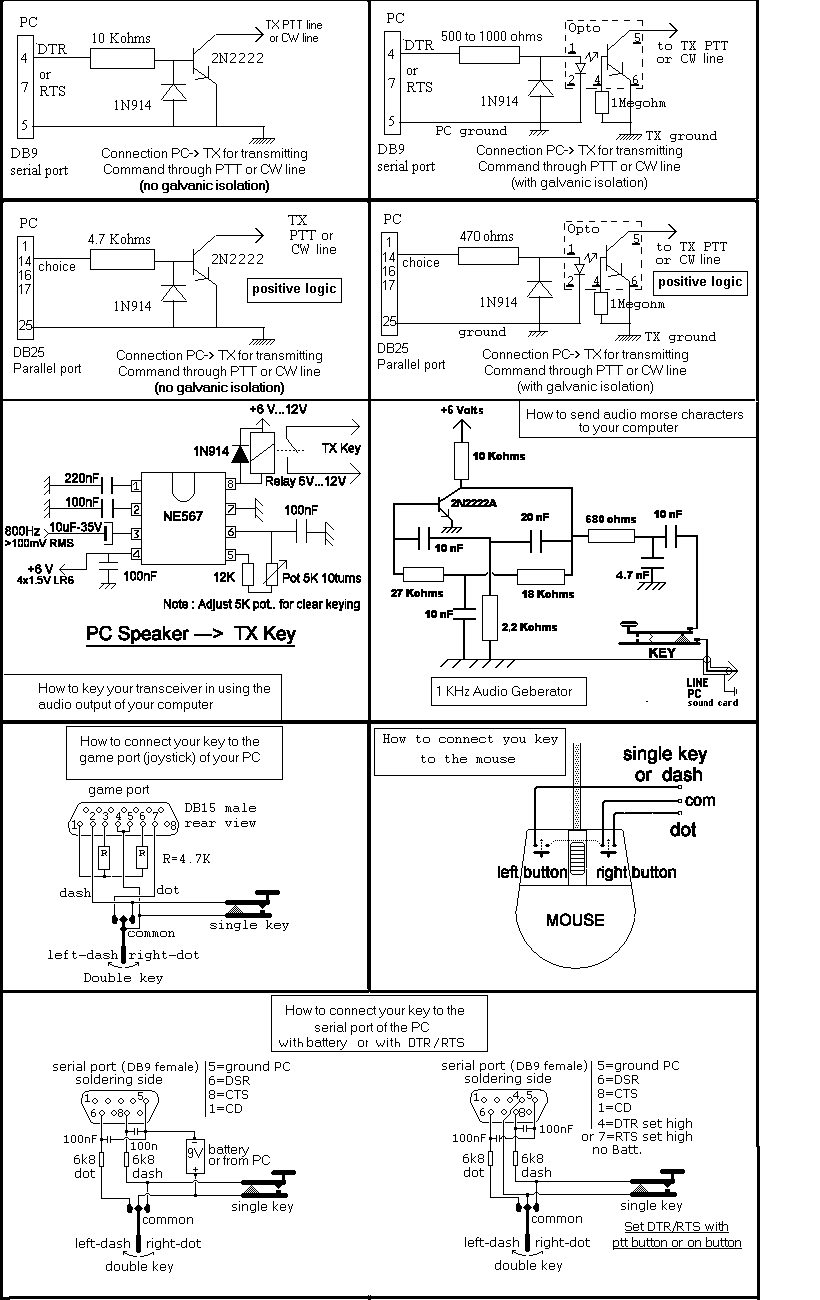 PC
TX PTT line
or CW line
DTR
10 Kohms
2N2222
4
or
7
RTS
1N914
5
DB9
serial port
Connection PC-> TX for transmitting
Command through PTT or CW line
(no galvanic isolation)
PC
Opto
5
DTR
500 to 1000 ohms
1
to TX PTT
or CW line
4
or
7
RTS
2
4
6
1N914
1Megohm
5
PC ground
TX ground
DB9
serial port
Connection PC-> TX for transmitting
Command through PTT or CW line
(with galvanic isolation)
PC
TX
PTT or
CW line
1
4.7 Kohms
14
choice
2N2222
16
17
positive logic
1N914
25
DB25
Parallel port
Connection PC-> TX for transmitting
Command through PTT or CW line
(no galvanic isolation)
PC
Opto
5
1
470 ohms
1
to TX PTT
or CW line
14
choice
16
2
4
6
17
positive logic
1N914
1Megohm
25
ground
TX ground
DB25
Parallel port
Connection PC-> TX for transmitting
Command through PTT or CW line
(with galvanic isolation)
+6 V...12V
1N914
TX Key
Relay 6V...12V
220nF
1
8
100nF
2
NE567
7
100nF
800Hz
10uF-35V
3
6
>100mV RMS
4
5
+6 V
4x1.5V LR6
100nF
12K
Pot 5K 10turns
Note : Adjust 5K pot.. for clear keying
PC Speaker —> TX Key
How to key your transceiver in using the
audio output of your computer
+6 Volts
How to send audio morse characters
to your computer
10 Kohms
2N2222A
20 nF
680 ohms
10 nF
10 nF
4.7 nF
27 Kohms
18 Kohms
10 nF
2,2 Kohms
KEY
1 KHz Audio Geberator
LINE
PC
sound card
How to connect your key to the
game port (joystick) of your PC
game port
DB15 male
rear view
1
2
3
4
5
6
7
8
R
R
R=4.7K
dash
dot
common
single key
left-dash
right-dot
Double key
How to connect you key
to the mouse
single key
or dash
com
dot
left button
right button
MOUSE
How to connect your key to the
serial port of the PC
with battery or with DTR/RTS
serial port (DB9 female)
soldering side
5=ground PC
6=DSR
8=CTS
1=CD
1
5
6
8
100nF
100n
9V
battery
or from PC
6k8
dot
6k8
dash
common
single key
left-dash
right-dot
double key
serial port (DB9 female)
soldering side
5=ground PC
6=DSR
8=CTS
1=CD
4=DTR set high
or 7=RTS set high
no Batt.
1
4
5
6
8
100nF
100nF
6k8
dot
6k8
dash
common
single key
left-dash
right-dot
double key
Set DTR/RTS with
ptt button or on button